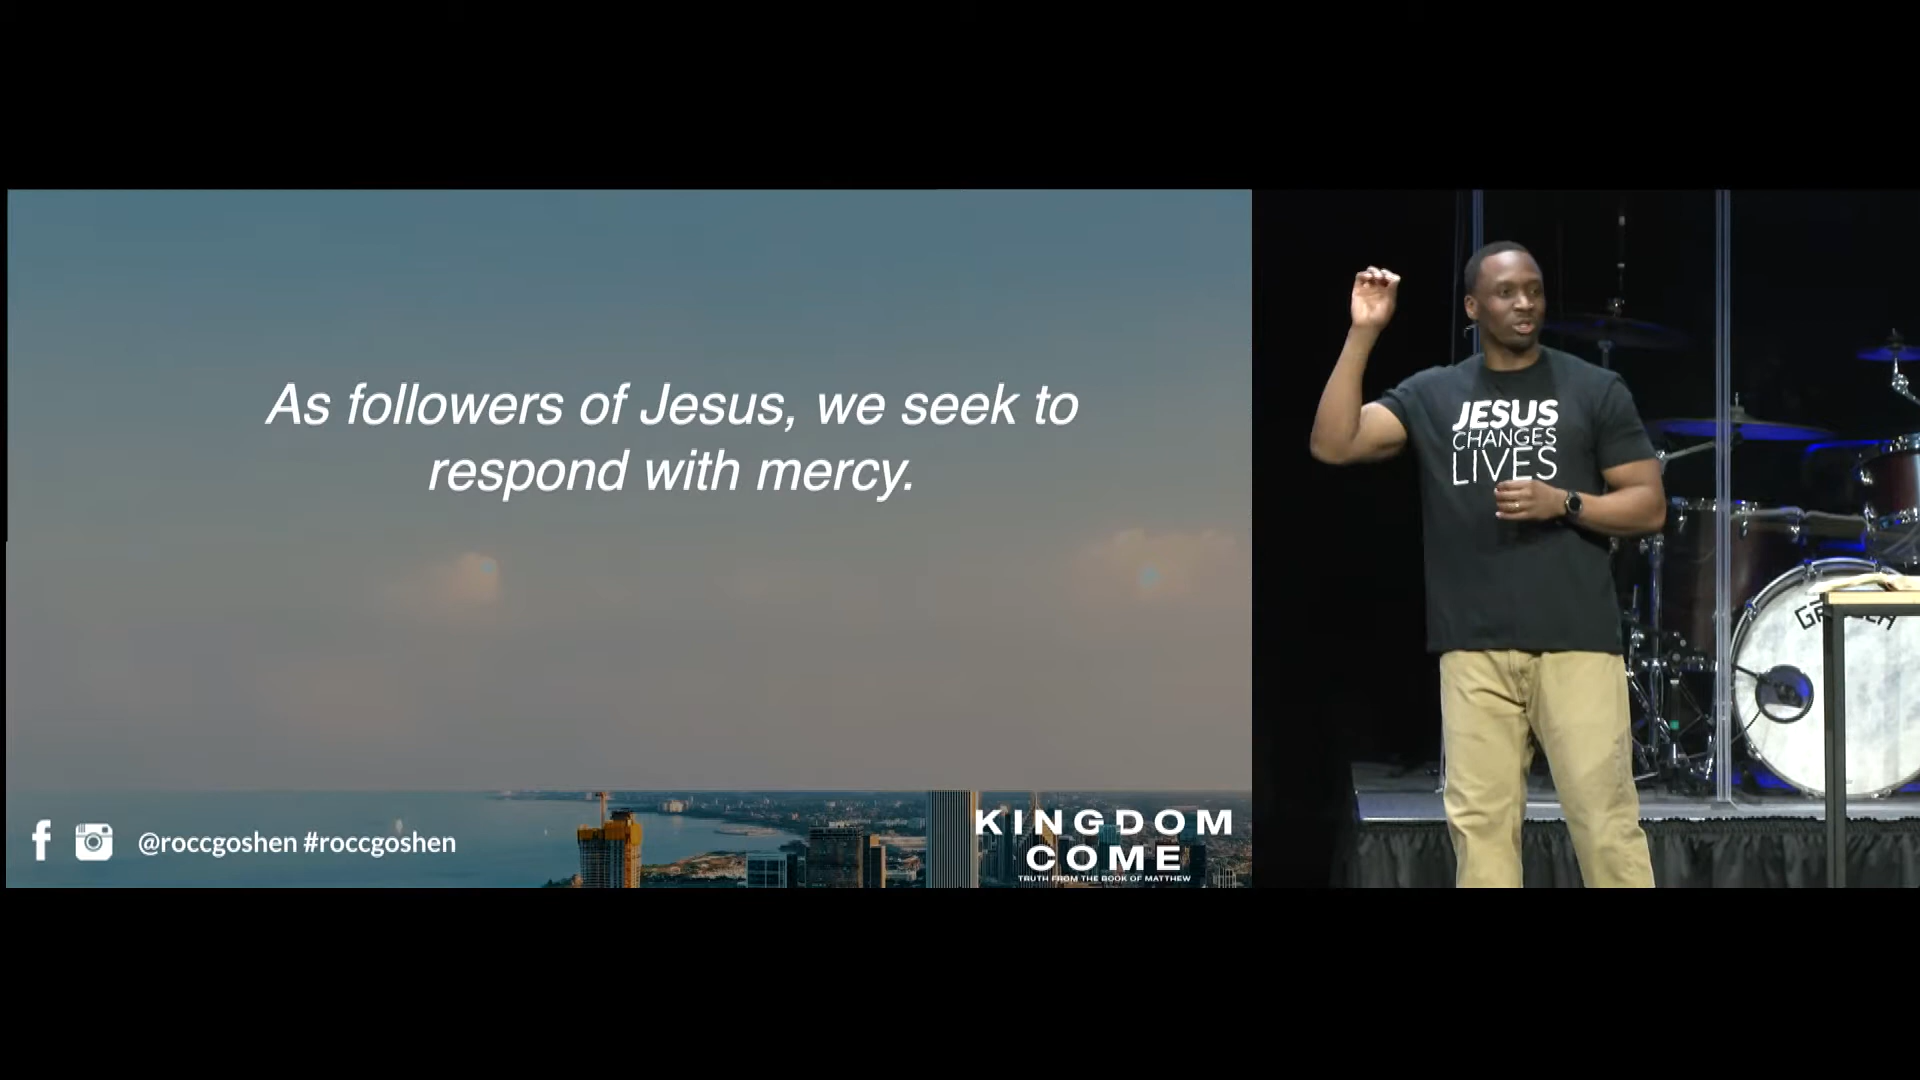 As followers of Jesus, we seek to
respond with mercy.
@roccgoshen #roccgoshen
KINGDOM
COME
TRUTH FROM THE BOOK OF MATTHEW
JESUS
CHANGES
LIVES